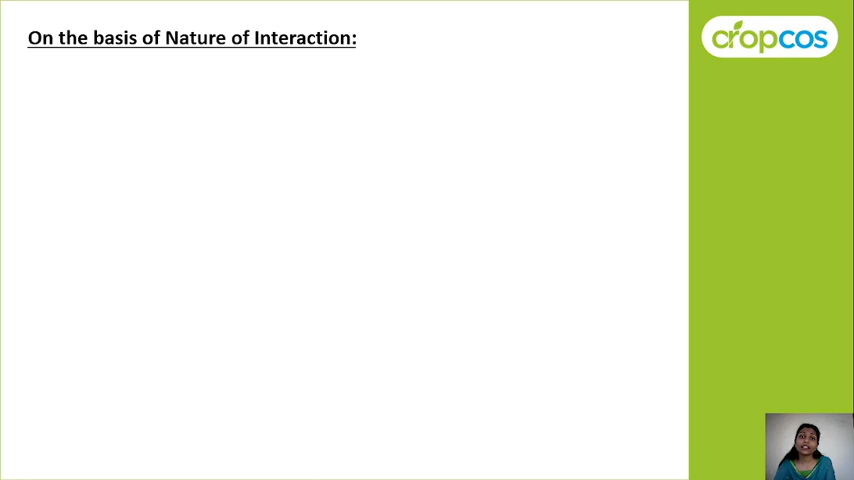 On the basis of Nature of Interaction:
cropcos